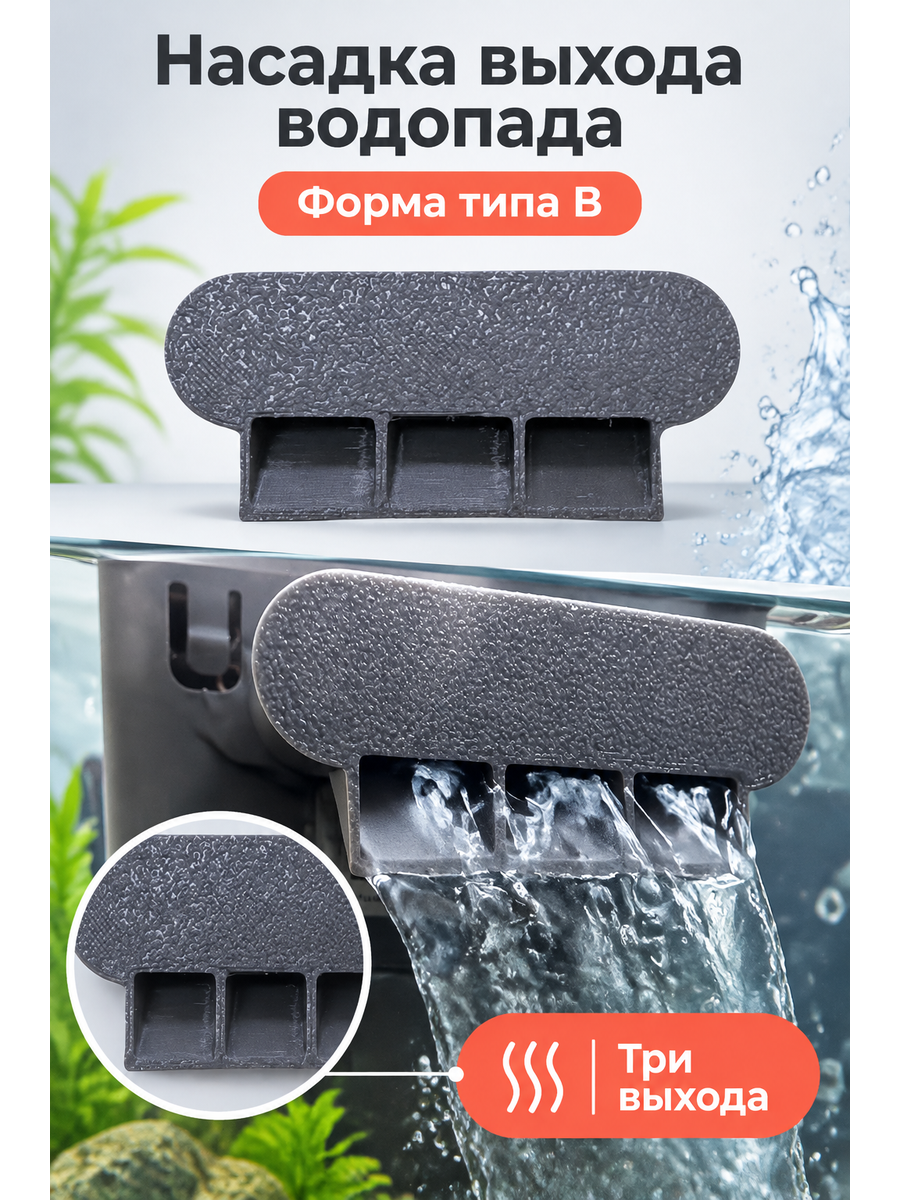 Насадка выхода
водопада
Форма типа В
Три
выхода